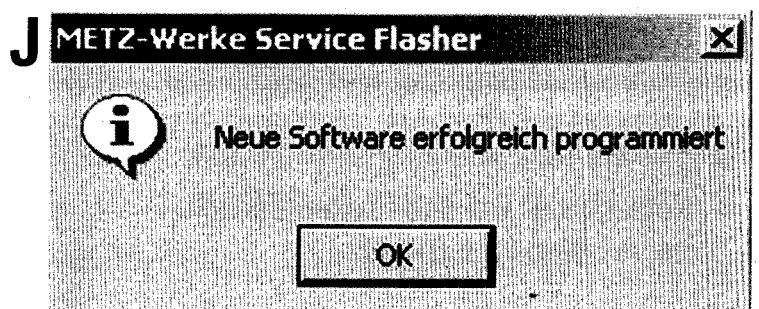 J
METZ-Werke Service Flasher
Neue Software erfolgreich programmiert
OK